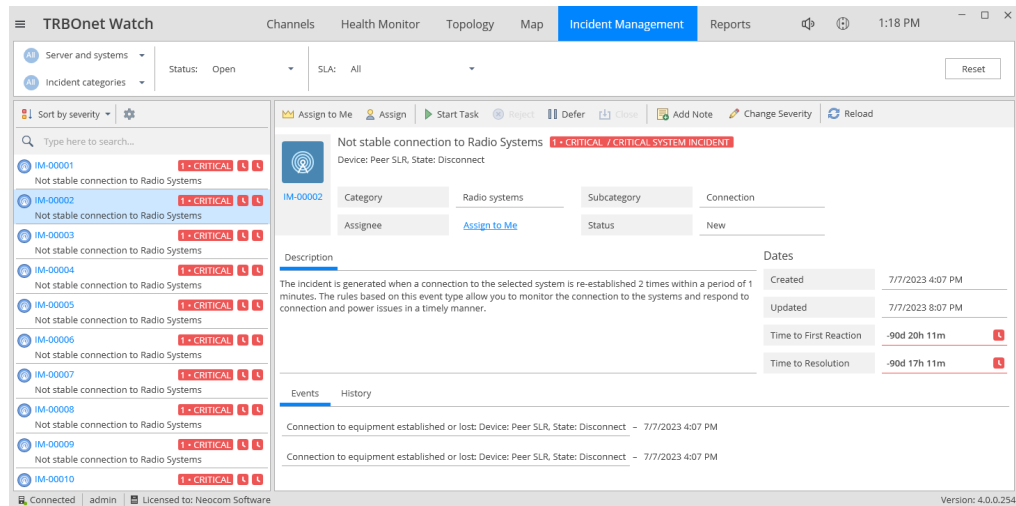 TRBOnet Watch Channels Health Monitor Topology Map Incident Management Reports 1:18 PM
All Server and systems
Status: Open SLA: All Reset
All Incident categories
Sort by severity Assign to Me Assign Start Task Reject Defer Close Add Note Change Severity Reload
Type here to search...
Not stable connection to Radio Systems 1 • CRITICAL / CRITICAL SYSTEM INCIDENT
Device: Peer SLR, State: Disconnect
IM-00002 Category Radio systems Subcategory Connection
Assignee Assign to Me Status New
IM-00001 1 • CRITICAL
Not stable connection to Radio Systems
IM-00002 1 • CRITICAL
Not stable connection to Radio Systems
IM-00003 1 • CRITICAL
Not stable connection to Radio Systems
IM-00004 1 • CRITICAL
Not stable connection to Radio Systems
IM-00005 1 • CRITICAL
Not stable connection to Radio Systems
IM-00006 1 • CRITICAL
Not stable connection to Radio Systems
IM-00007 1 • CRITICAL
Not stable connection to Radio Systems
IM-00008 1 • CRITICAL
Not stable connection to Radio Systems
IM-00009 1 • CRITICAL
Not stable connection to Radio Systems
IM-00010 1 • CRITICAL
Description
The incident is generated when a connection to the selected system is re-established 2 times within a period of 1
minutes. The rules based on this event type allow you to monitor the connection to the systems and respond to
connection and power issues in a timely manner.
Dates
Created 7/7/2023 4:07 PM
Updated 7/7/2023 8:07 PM
Time to First Reaction -90d 20h 11m
Time to Resolution -90d 17h 11m
Events History
Connection to equipment established or lost: Device: Peer SLR, State: Disconnect – 7/7/2023 4:07 PM
Connection to equipment established or lost: Device: Peer SLR, State: Disconnect – 7/7/2023 4:07 PM
Connected admin Licensed to: Neocom Software Version: 4.0.0.254